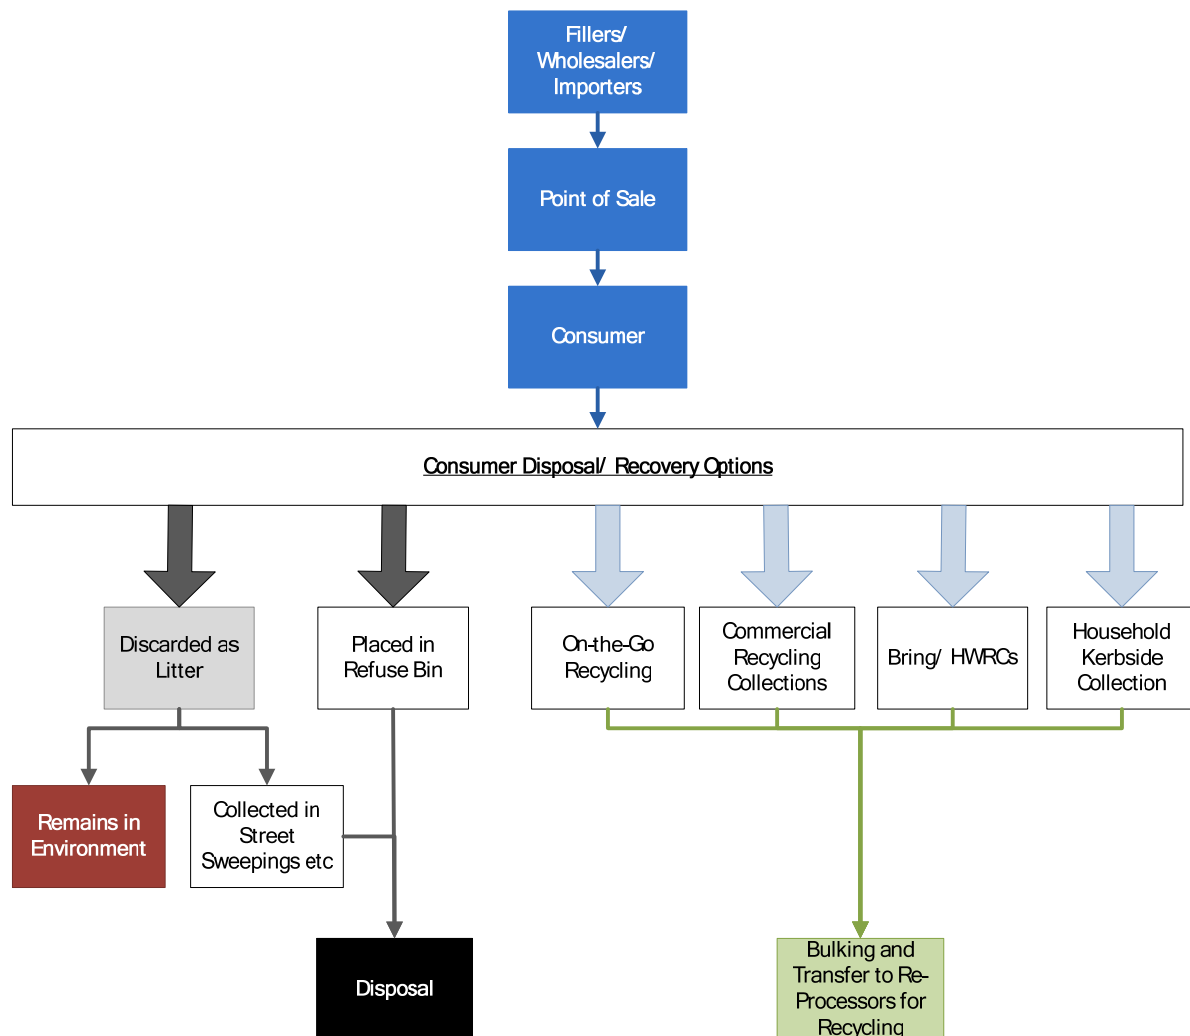 Fillers/
Wholesalers/
Importers
Point of Sale
Consumer
Consumer Disposal/ Recovery Options
Discarded as
Litter
Placed in
Refuse Bin
On-the-Go
Recycling
Commercial
Recycling
Collections
Bring/ HWRCs
Household
Kerbside
Collection
Remains in
Environment
Collected in
Street
Sweepings etc
Disposal
Bulking and
Transfer to Re-
Processors for
Recycling